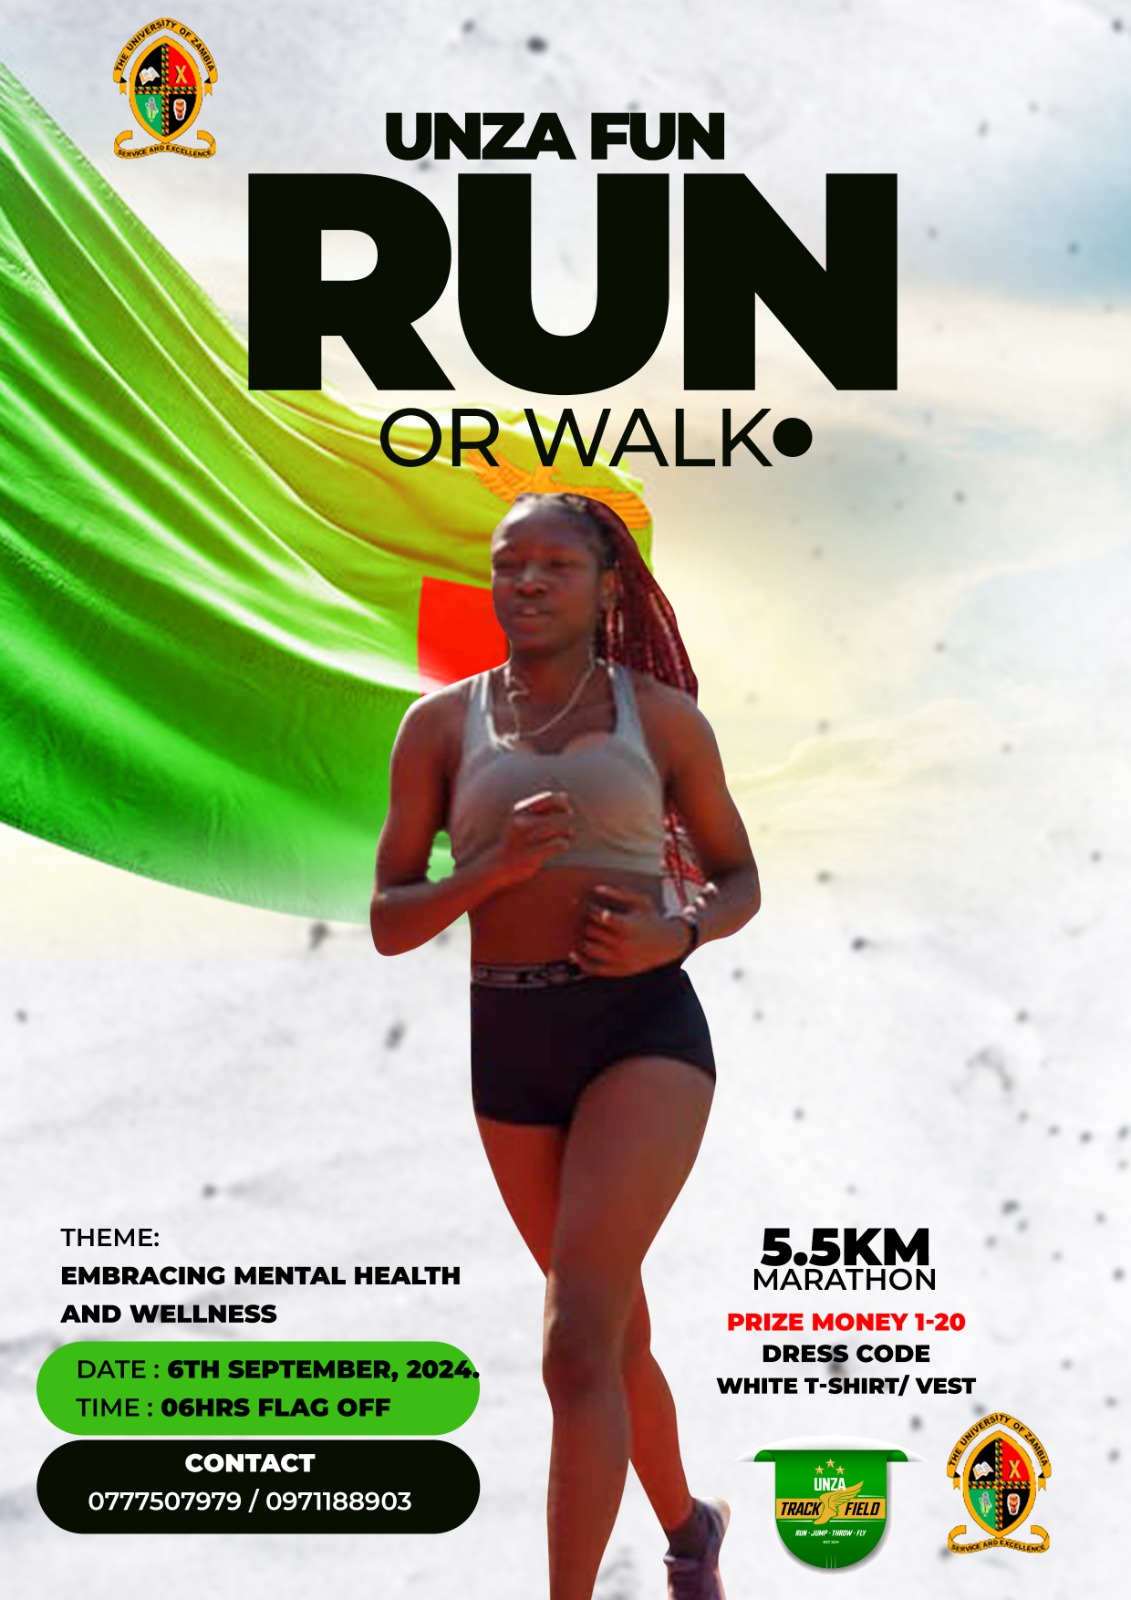 THE UNIVERSITY OF ZAMBIA
SERVICE AND EXCELLENCE
UNZA FUN
RUN
OR WALK•
THEME:
EMBRACING MENTAL HEALTH
AND WELLNESS
DATE : 6TH SEPTEMBER, 2024.
TIME : 06HRS FLAG OFF
CONTACT
0777507979 / 0971188903
5.5KM
MARATHON
PRIZE MONEY 1-20
DRESS CODE
WHITE T-SHIRT/ VEST
UNZA
TRACK FIELD
RUN - JUMP - THROW - FLY
THE UNIVERSITY OF ZAMBIA
SERVICE AND EXCELLENCE